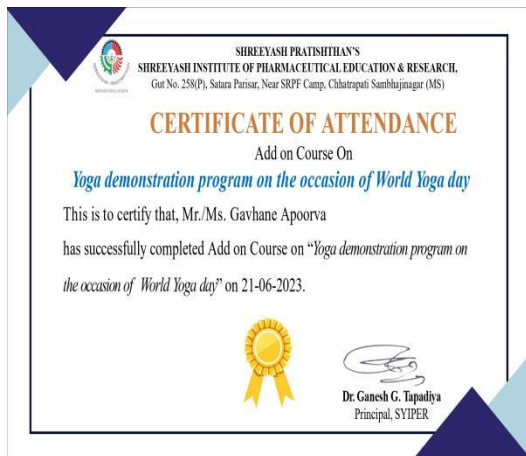 SHREEYASH PRATISHTHAN'S
SHREEYASH INSTITUTE OF PHARMACEUTICAL EDUCATION & RESEARCH,
Gut No. 258(P), Satara Parisar, Near SRPF Camp, Chhatrapati Sambhajinagar (MS)
CERTIFICATE OF ATTENDANCE
Add on Course On
Yoga demonstration program on the occasion of World Yoga day
This is to certify that, Mr./Ms. Gavhane Apoorva
has successfully completed Add on Course on “Yoga demonstration program on
the occasion of World Yoga day” on 21-06-2023.
Dr. Ganesh G. Tapadiya
Principal, SYIPER